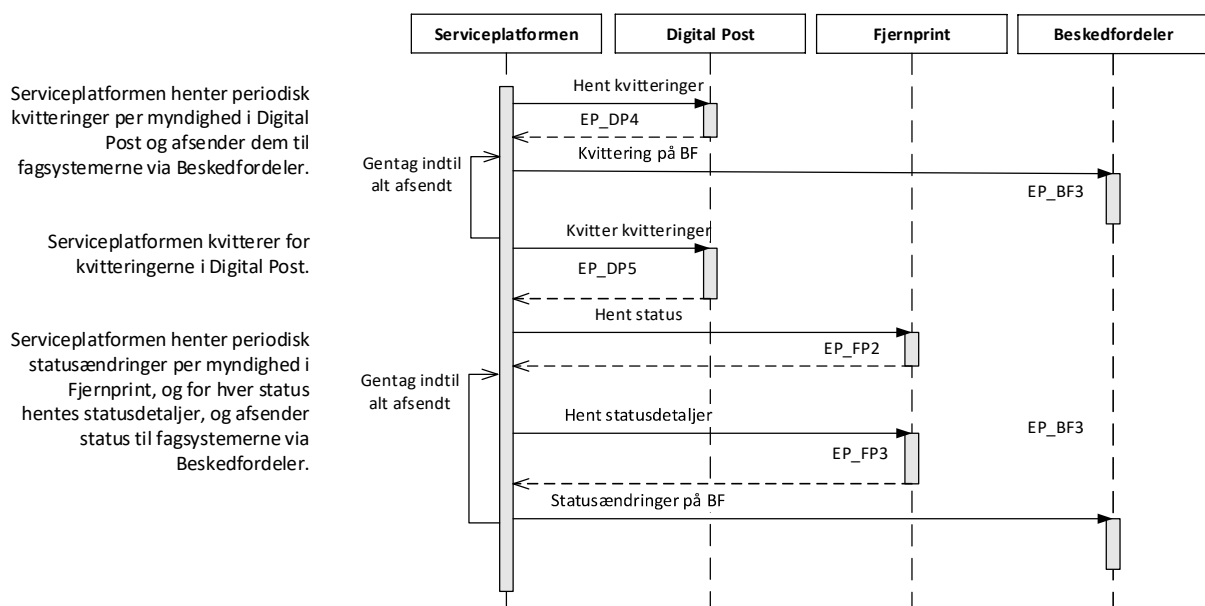 Serviceplatformen
Digital Post
Fjernprint
Beskedfordeler
Serviceplatformen henter periodisk
kvitteringer per myndighed i Digital
Post og afsender dem til
fagsystemerne via Beskedfordeler.
Hent kvitteringer
EP_DP4
Gentag indtil
alt afsendt
Kvittering på BF
EP_BF3
Serviceplatformen kvitterer for
kvitteringerne i Digital Post.
Kvitter kvitteringer
EP_DP5
Serviceplatformen henter periodisk
statusændringer per myndighed i
Fjernprint, og for hver status
hentes statusdetaljer, og afsender
status til fagsystemerne via
Beskedfordeler.
Hent status
EP_FP2
Gentag indtil
alt afsendt
Hent statusdetaljer
EP_BF3
EP_FP3
Statusændringer på BF